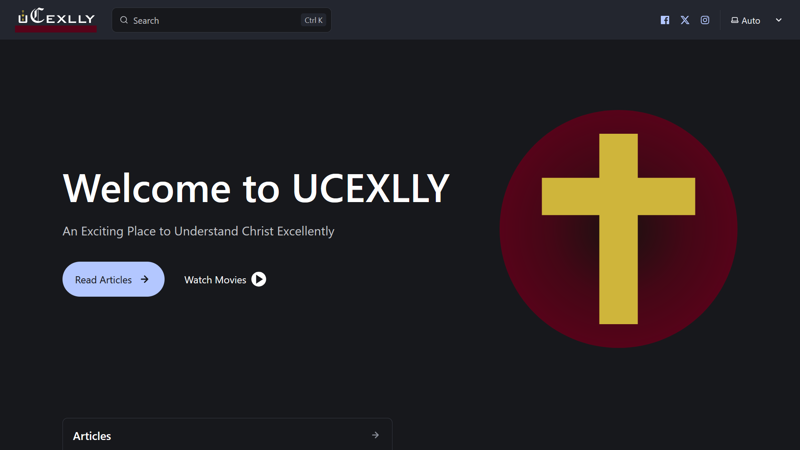 UCEXLLY
Search
Ctrl K
Auto
Welcome to UCEXLLY
An Exciting Place to Understand Christ Excellently
Read Articles
Watch Movies
Articles